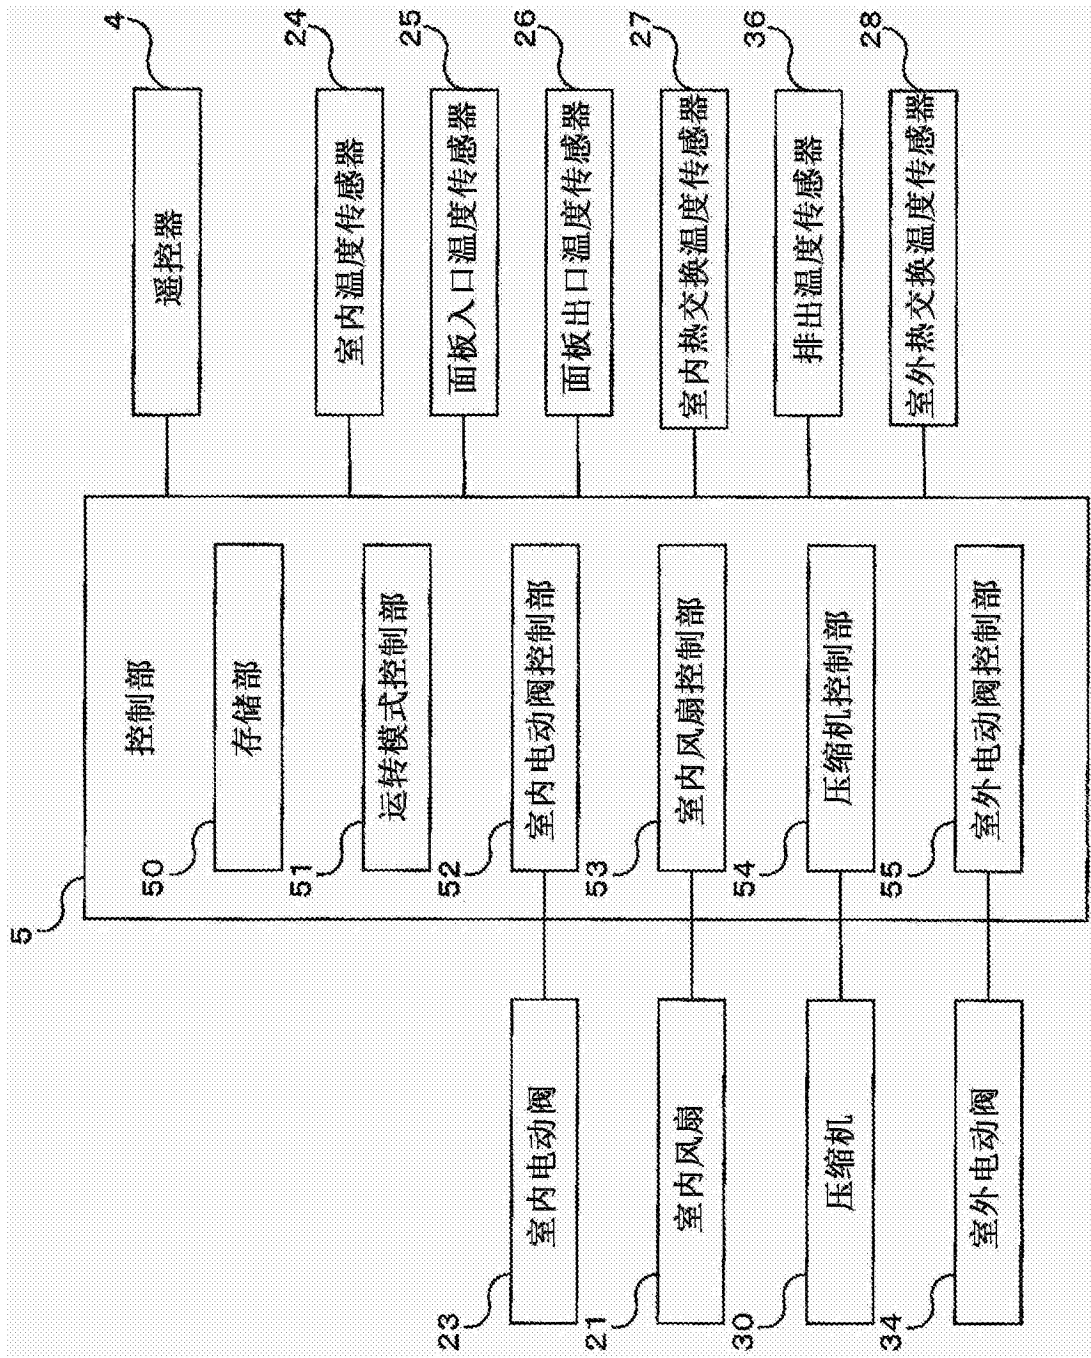 5
控制部
50
存储部
51
运转模式控制部
52
室内电动阀控制部
53
室内风扇控制部
54
压缩机控制部
55
室外电动阀控制部
23
室内电动阀
21
室内风扇
30
压缩机
34
室外电动阀
4
遥控器
24
室内温度传感器
25
面板入口温度传感器
26
面板出口温度传感器
27
室内热交换温度传感器
36
排出温度传感器
28
室外热交换温度传感器